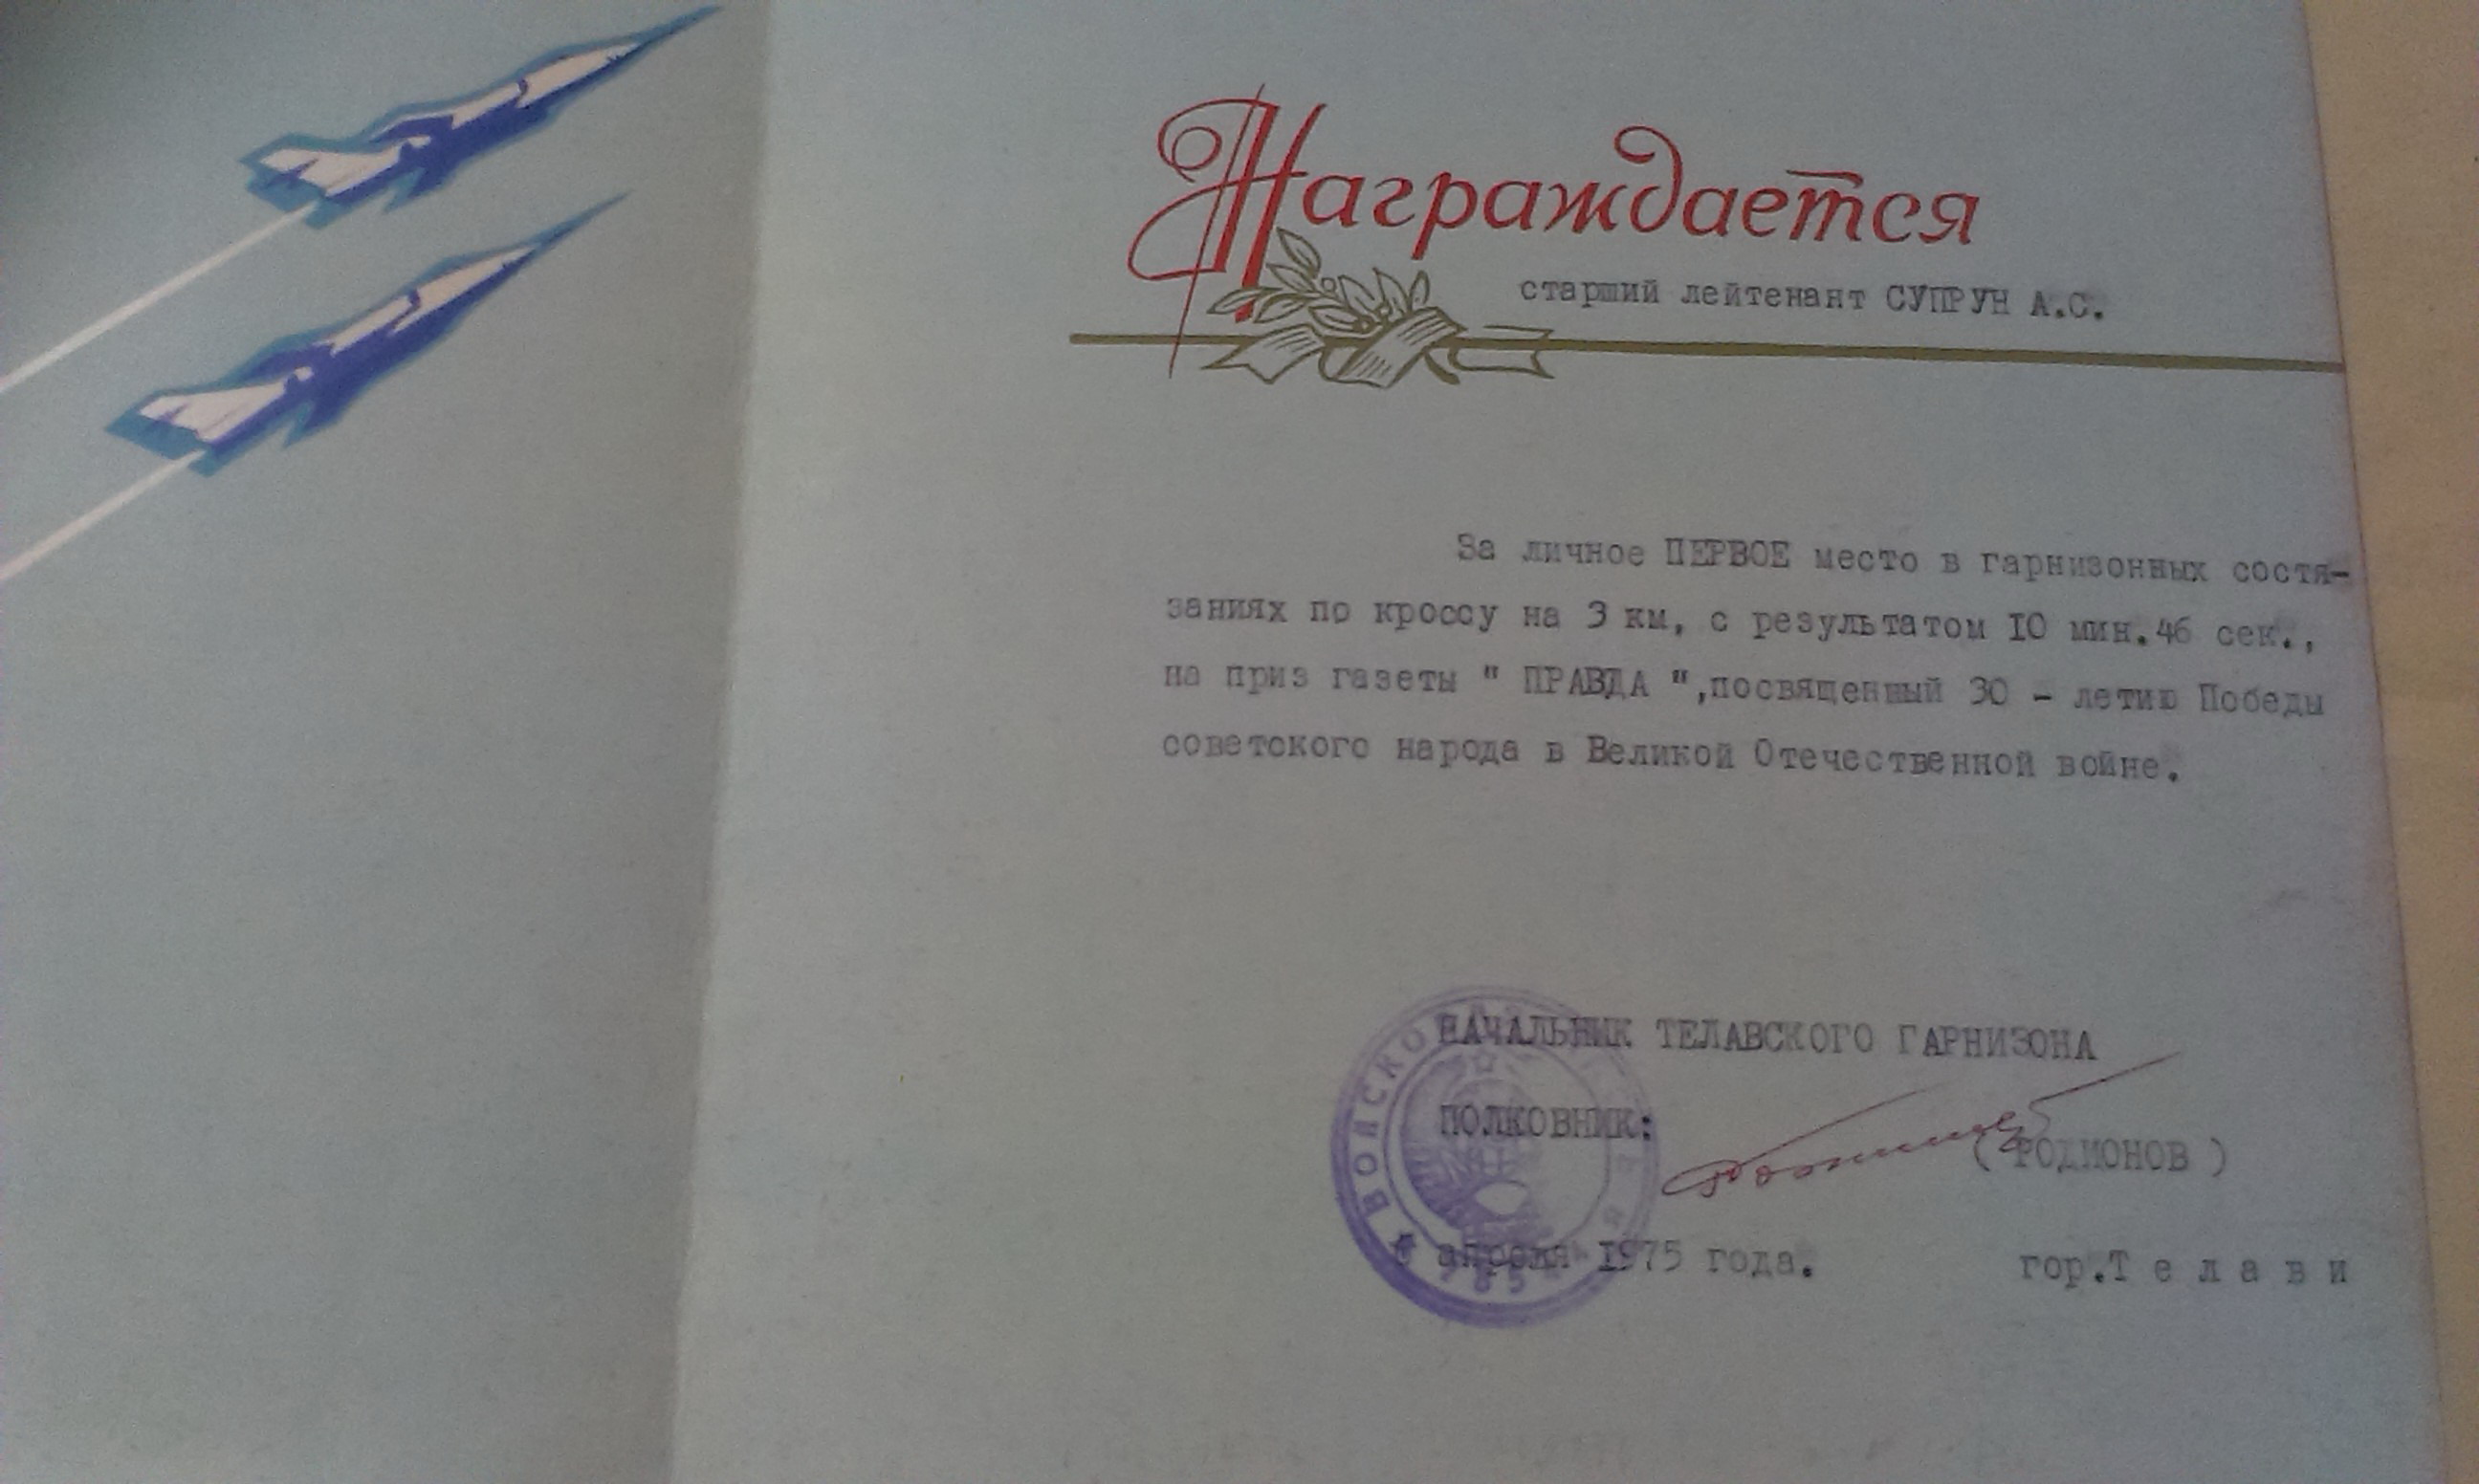 Награждается
старший лейтенант СУПРУН А.С.
За личное ПЕРВОЕ место в гарнизонных состя-
заниях по кроссу на 3 км, с результатом 10 мин.46 сек.,
на приз газеты " ПРАВДА ",посвященный 30 - летию Победы
советского народа в Великой Отечественной войне.
НАЧАЛЬНИК ТЕЛАВСКОГО ГАРНИЗОНА
ПОЛКОВНИК:
( РОДИОНОВ )
апреля 1975 года. гор.Т е л а в и